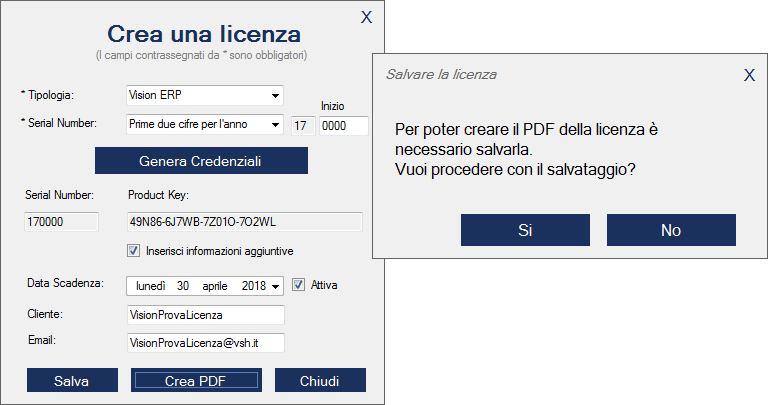 X
Crea una licenza
(I campi contrassegnati da * sono obbligatori)
* Tipologia: Vision ERP
Inizio
* Serial Number: Prime due cifre per l'anno 17 0000
Genera Credenziali
Serial Number: Product Key:
170000 49N86-6J7WB-7Z01O-7O2WL
Inserisci informazioni aggiuntive
Data Scadenza: lunedì 30 aprile 2018 Attiva
Cliente: VisionProvaLicenza
Email: VisionProvaLicenza@vsh.it
Salva Crea PDF Chiudi
Salvare la licenza X
Per poter creare il PDF della licenza è
necessario salvarla.
Vuoi procedere con il salvataggio?
Si No